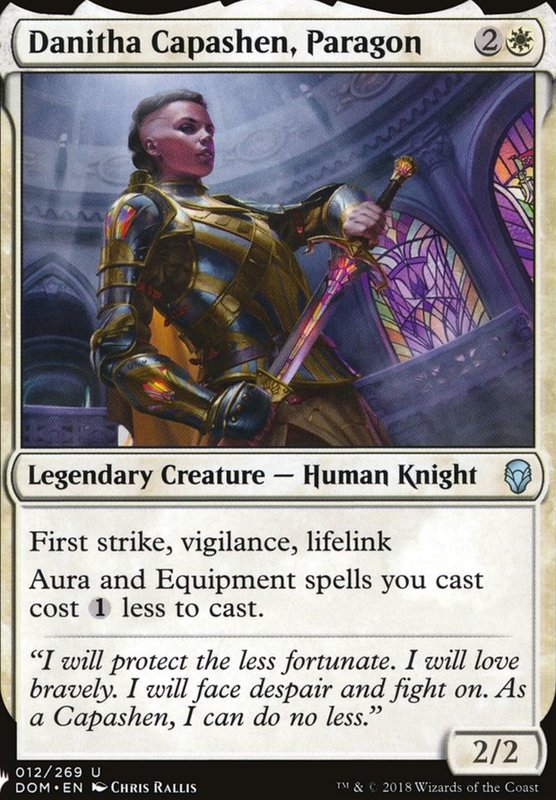 Danitha Capashen, Paragon 2
Legendary Creature — Human Knight
First strike, vigilance, lifelink
Aura and Equipment spells you cast
cost 1 less to cast.
“I will protect the less fortunate. I will love
bravely. I will face despair and fight on. As
a Capashen, I can do no less.”
2/2
012/269 U
DOM • EN CHRIS RALLIS
™ & © 2018 Wizards of the Coast